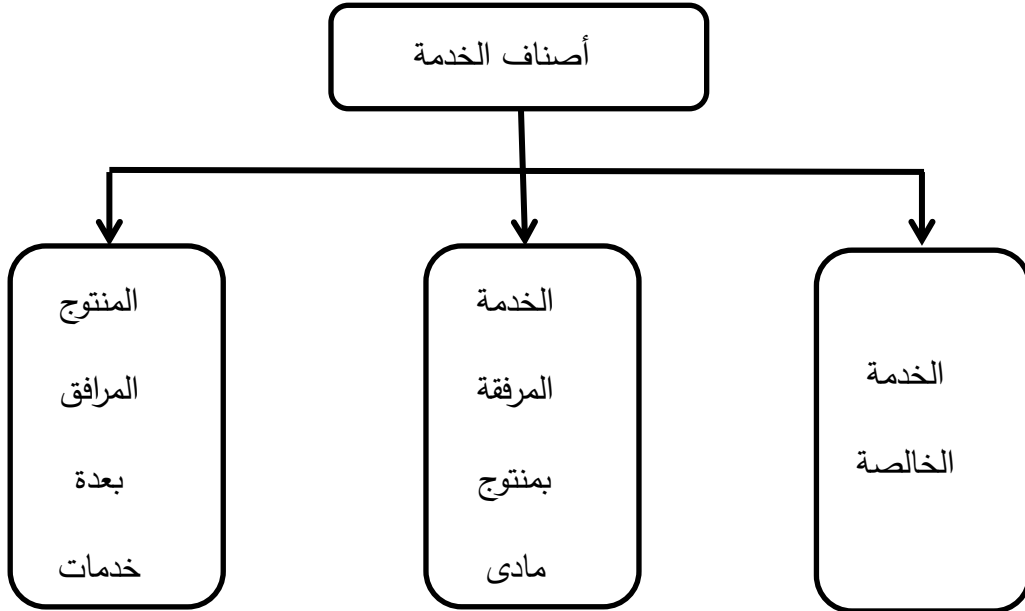 أصناف الخدمة
الخدمة
الخالصة
الخدمة
المرفقة
بمنتوج
مادى
المنتوج
المرافق
بعدة
خدمات